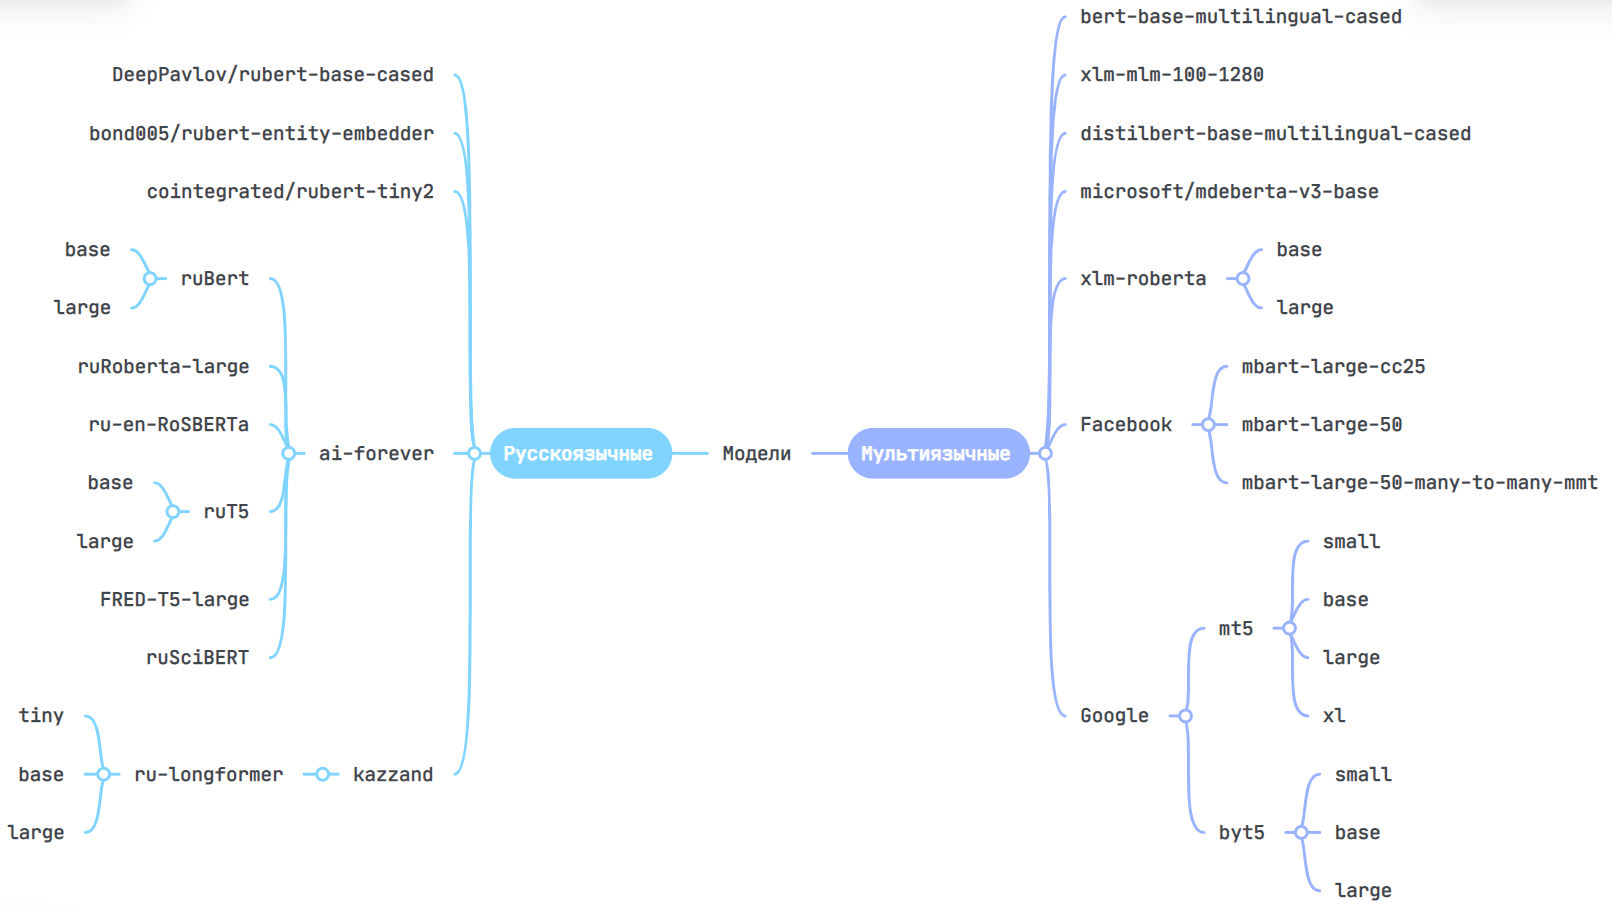 Модели
Русскоязычные
DeepPavlov/rubert-base-cased
bond005/rubert-entity-embedder
cointegrated/rubert-tiny2
ai-forever
ruBert
base
large
ruRoberta-large
ru-en-RoSBERTa
ruT5
base
large
FRED-T5-large
ruSciBERT
kazzand
ru-longformer
tiny
base
large
Мультиязычные
bert-base-multilingual-cased
xlm-mlm-100-1280
distilbert-base-multilingual-cased
microsoft/mdeberta-v3-base
xlm-roberta
base
large
Facebook
mbart-large-cc25
mbart-large-50
mbart-large-50-many-to-many-mmt
Google
mt5
small
base
large
xl
byt5
small
base
large